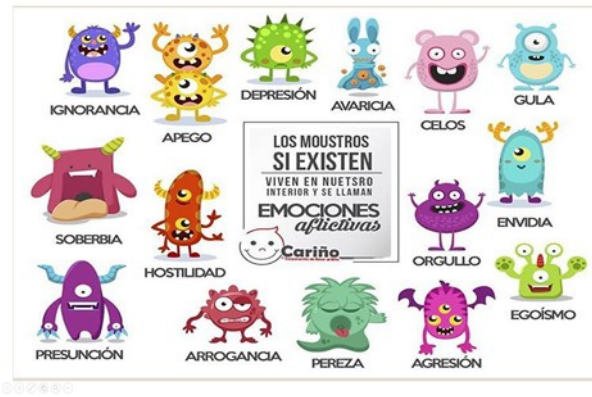 IGNORANCIA
APEGO
DEPRESIÓN
AVARICIA
CELOS
GULA
LOS MOUSTROS
SI EXISTEN
VIVEN EN NUETSRO
INTERIOR Y SE LLAMAN
EMOCIONES
aflictivas
Cariño
SOBERBIA
HOSTILIDAD
ORGULLO
ENVIDIA
EGOÍSMO
PRESUNCIÓN
ARROGANCIA
PEREZA
AGRESIÓN